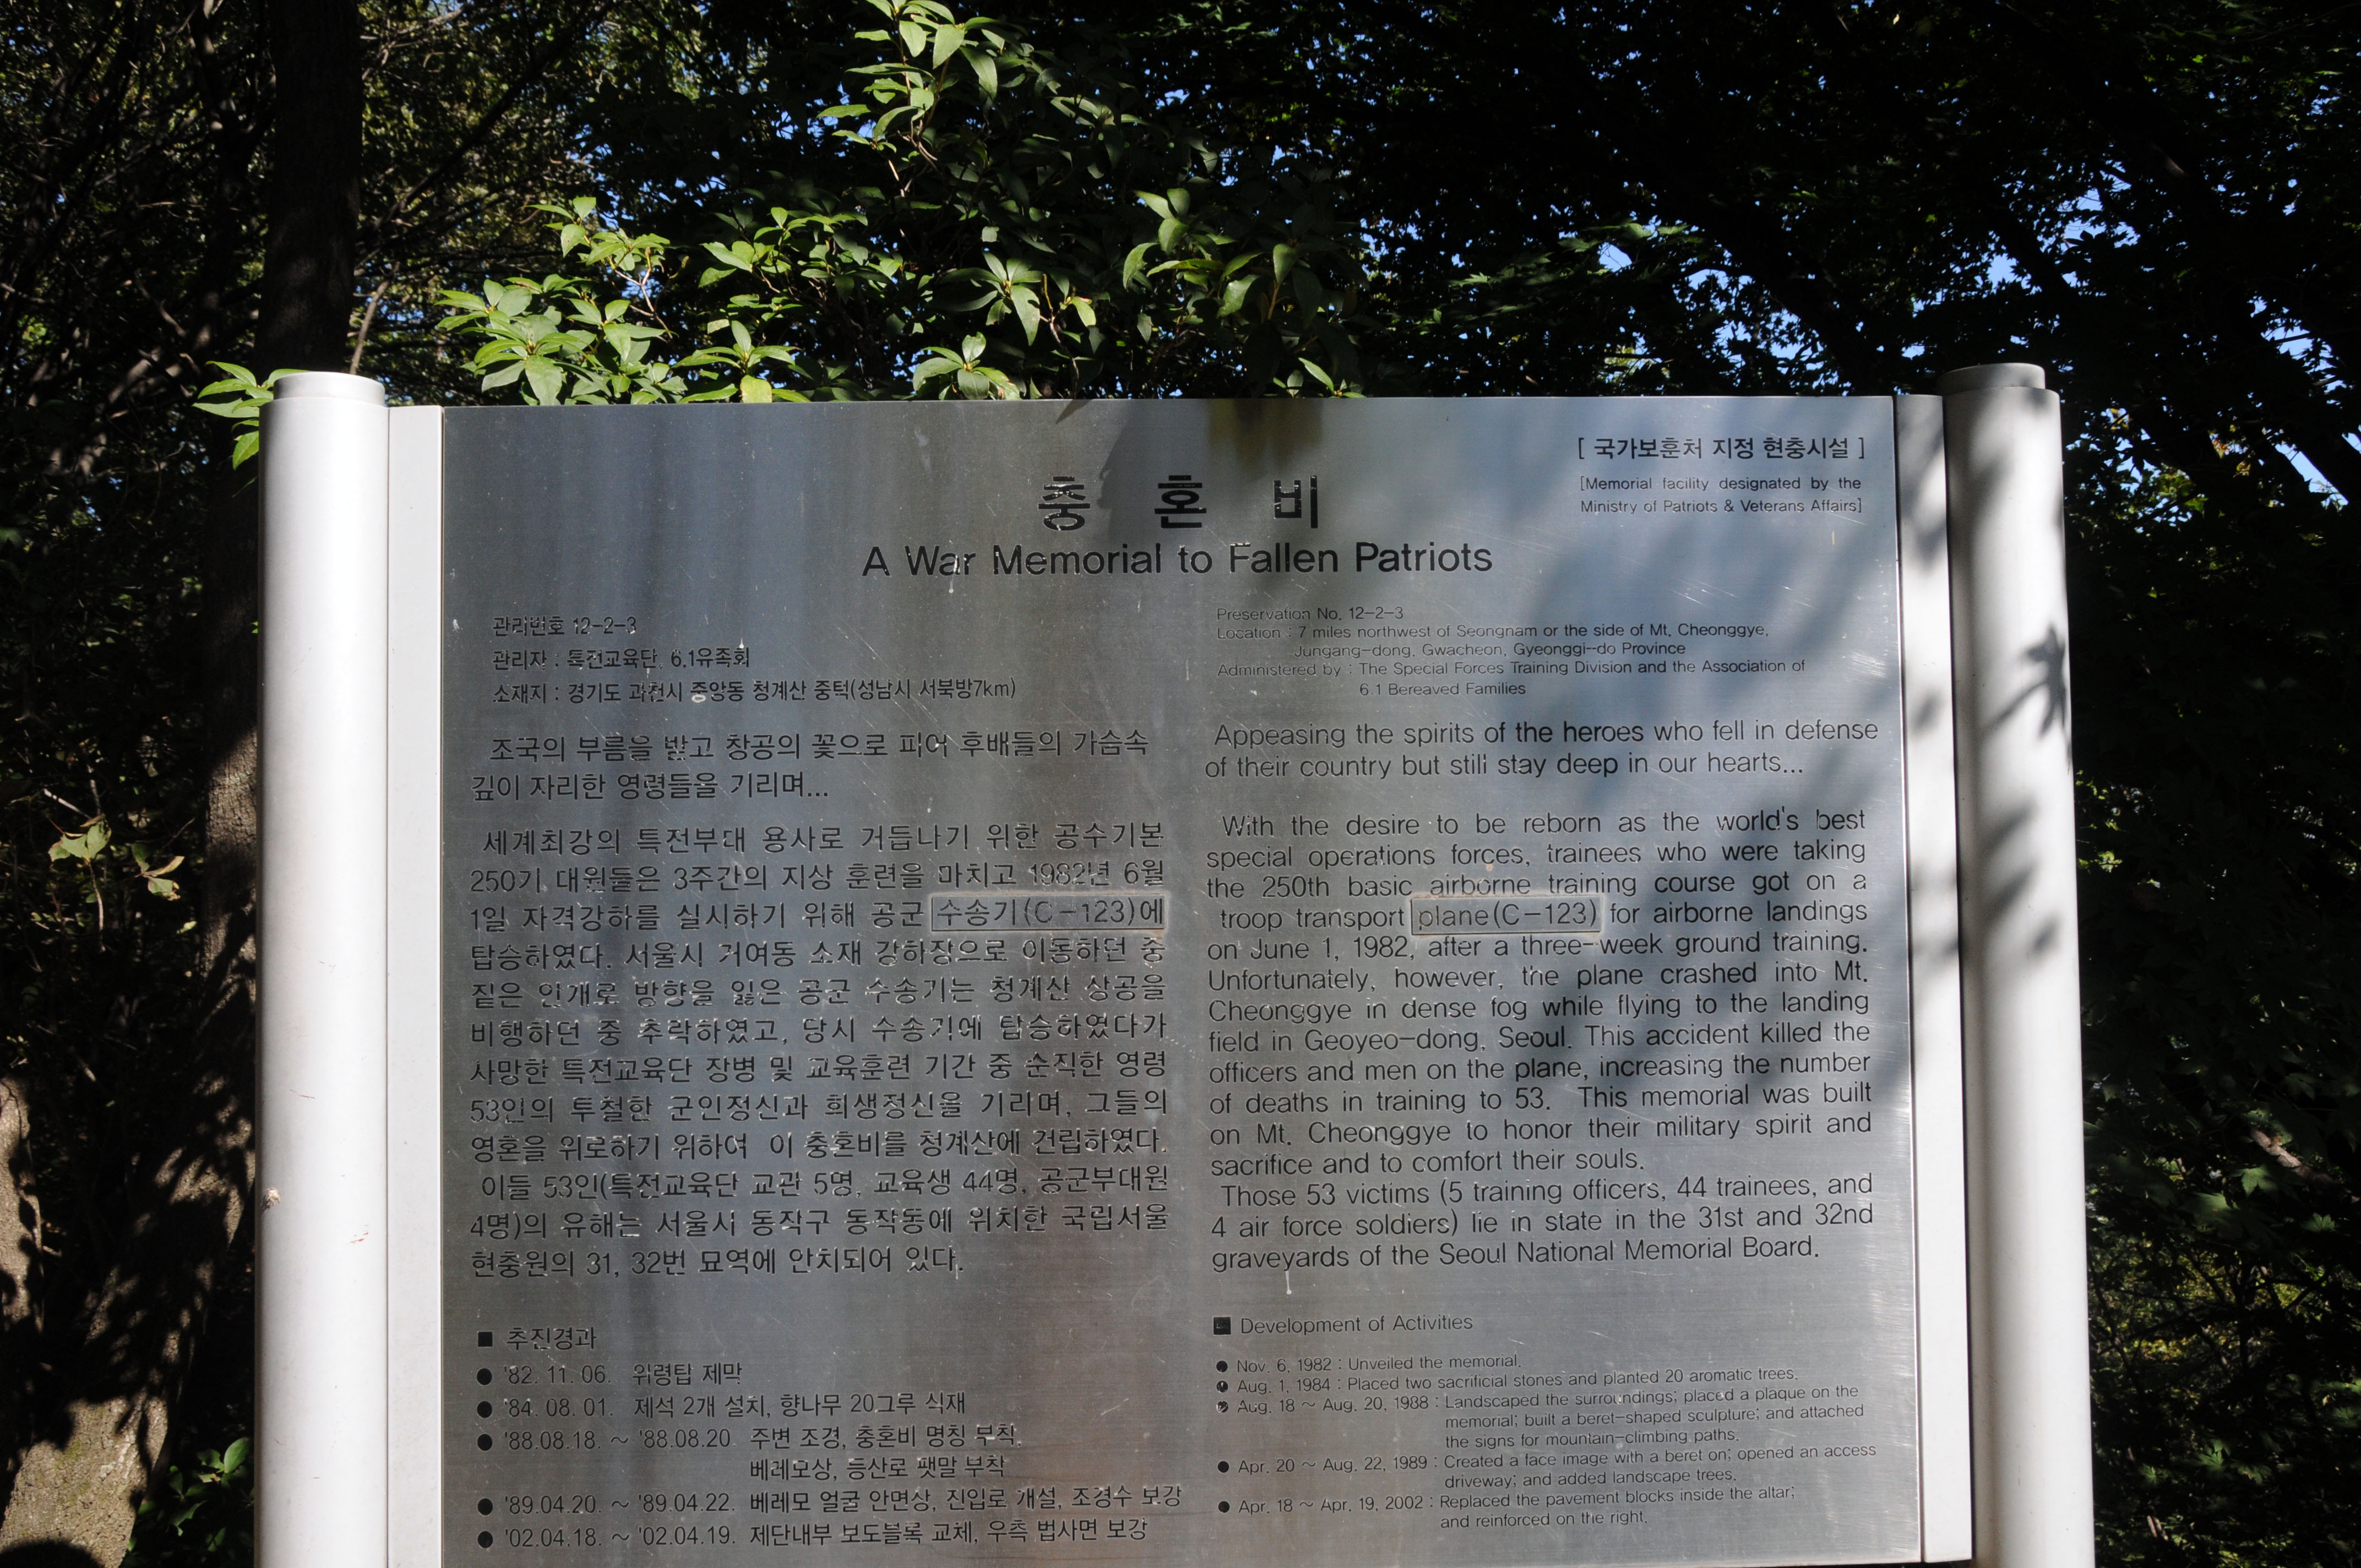 [ 국가보훈처 지정 현충시설 ]
[Memorial facility designated by the
Ministry of Patriots & Veterans Affairs]
충 혼 비
A War Memorial to Fallen Patriots
관리번호 12-2-3
관리자 : 특전교육단, 6.1유족회
소재지 : 경기도 과천시 중앙동 청계산 중턱(성남시 서북방7km)
조국의 부름을 받고 창공의 꽃으로 피어 후배들의 가슴속
깊이 자리한 영령들을 기리며...
세계최강의 특전부대 용사로 거듭나기 위한 공수기본
250기 대원들은 3주간의 지상 훈련을 마치고 1982년 6월
1일 자격강하를 실시하기 위해 공군 수송기(C-123)에
탑승하였다. 서울시 거여동 소재 강하장으로 이동하던 중
짙은 안개로 방향을 잃은 공군 수송기는 청계산 상공을
비행하던 중 추락하였고, 당시 수송기에 탑승하였다가
사망한 특전교육단 장병 및 교육훈련 기간 중 순직한 영령
53인의 투철한 군인정신과 희생정신을 기리며, 그들의
영혼을 위로하기 위하여 이 충혼비를 청계산에 건립하였다.
이들 53인(특전교육단 교관 5명, 교육생 44명, 공군부대원
4명)의 유해는 서울시 동작구 동작동에 위치한 국립서울
현충원의 31, 32번 묘역에 안치되어 있다.
■ 추진경과
● '82. 11. 06. 위령탑 제막
● '84. 08. 01. 제석 2개 설치, 향나무 20그루 식재
● '88.08.18. ~ '88.08.20. 주변 조경, 충혼비 명칭 부착,
베레모상, 등산로 팻말 부착
● '89.04.20. ~ '89.04.22. 베레모 얼굴 안면상, 진입로 개설, 조경수 보강
● '02.04.18. ~ '02.04.19. 제단내부 보도블록 교체, 우측 법사면 보강
Preservation No. 12-2-3
Location : 7 miles northwest of Seongnam or the side of Mt. Cheonggye,
Jungang-dong, Gwacheon, Gyeonggi-do Province
Administered by : The Special Forces Training Division and the Association of
6.1 Bereaved Families
Appeasing the spirits of the heroes who fell in defense
of their country but still stay deep in our hearts...
With the desire to be reborn as the world's best
special operations forces, trainees who were taking
the 250th basic airborne training course got on a
troop transport plane(C-123) for airborne landings
on June 1, 1982, after a three-week ground training.
Unfortunately, however, the plane crashed into Mt.
Cheonggye in dense fog while flying to the landing
field in Geoyeo-dong, Seoul. This accident killed the
officers and men on the plane, increasing the number
of deaths in training to 53. This memorial was built
on Mt. Cheonggye to honor their military spirit and
sacrifice and to comfort their souls.
Those 53 victims (5 training officers, 44 trainees, and
4 air force soldiers) lie in state in the 31st and 32nd
graveyards of the Seoul National Memorial Board.
■ Development of Activities
● Nov. 6, 1982 : Unveiled the memorial.
● Aug. 1, 1984 : Placed two sacrificial stones and planted 20 aromatic trees.
● Aug. 18 ~ Aug. 20, 1988 : Landscaped the surroundings; placed a plaque on the
memorial; built a beret-shaped sculpture; and attached
the signs for mountain-climbing paths.
● Apr. 20 ~ Aug. 22, 1989 : Created a face image with a beret on; opened an access
driveway; and added landscape trees.
● Apr. 18 ~ Apr. 19, 2002 : Replaced the pavement blocks inside the altar;
and reinforced on the right.